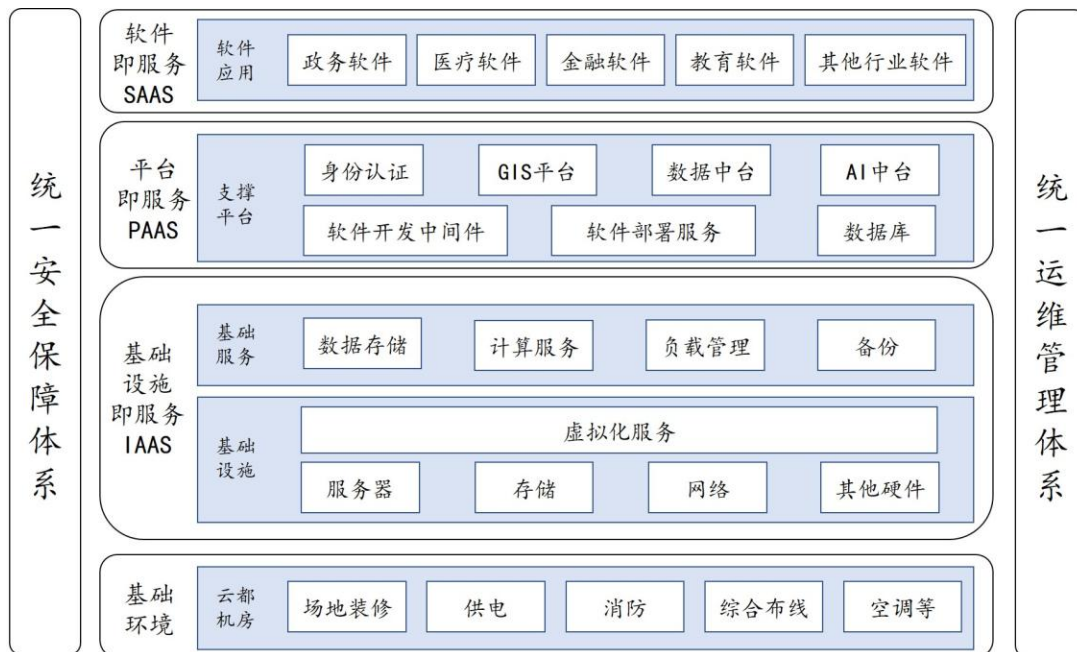 统一安全保障体系
软件
即服务
SAAS
软件
应用
政务软件
医疗软件
金融软件
教育软件
其他行业软件
平台
即服务
PAAS
支撑
平台
身份认证
GIS平台
数据中台
AI中台
软件开发中间件
软件部署服务
数据库
基础
设施
即服务
IAAS
基础
服务
数据存储
计算服务
负载管理
备份
基础
设施
虚拟化服务
服务器
存储
网络
其他硬件
基础
环境
云都
机房
场地装修
供电
消防
综合布线
空调等
统一运维管理体系